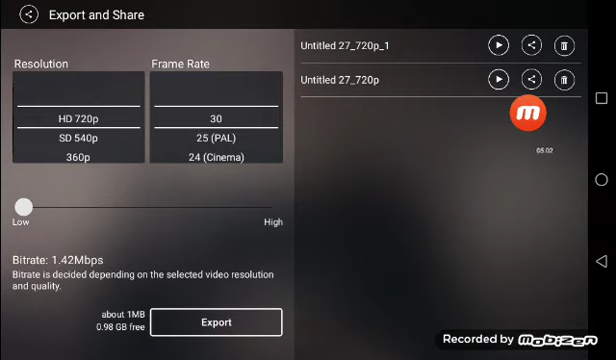 Export and Share
Resolution
Frame Rate
HD 720p
SD 540p
360p
30
25 (PAL)
24 (Cinema)
Low
High
Bitrate: 1.42Mbps
Bitrate is decided depending on the selected video resolution
and quality.
about 1MB
0.98 GB free
Export
Untitled 27_720p_1
Untitled 27_720p
m
05:02
Recorded by mobizen